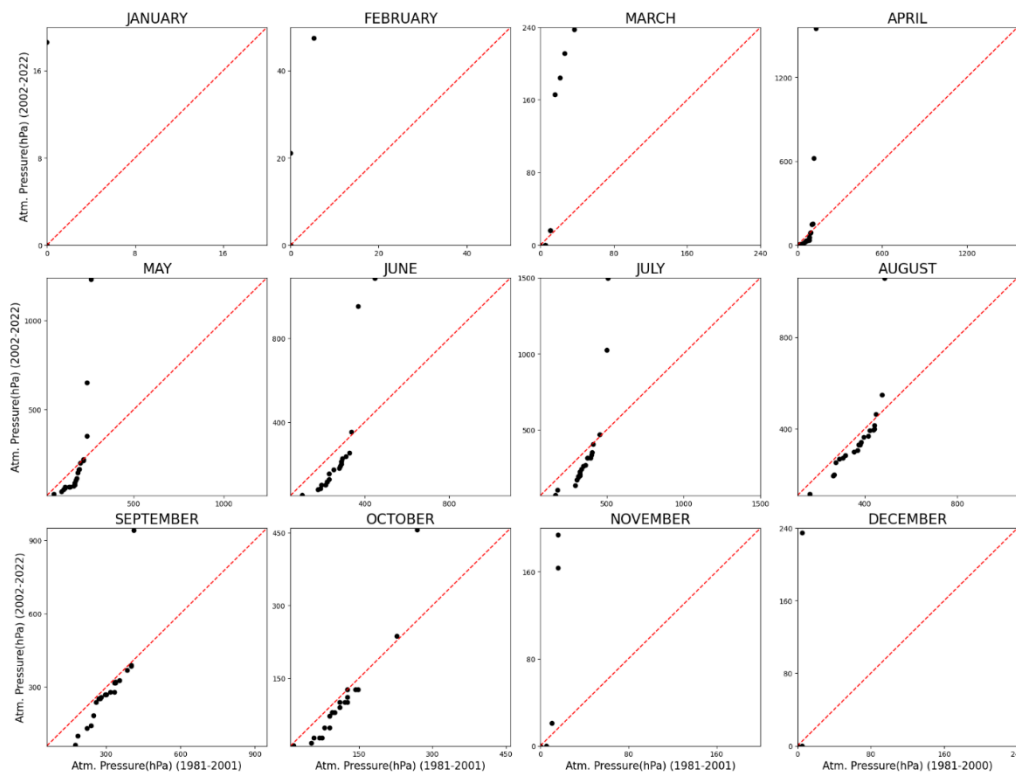 JANUARY FEBRUARY MARCH APRIL
Atm. Pressure(hPa) (2002-2022)
16
8
0
0 8 16
40
20
0
0 20 40
240
160
80
0
0 80 160 240
1200
600
0
0 600 1200
MAY JUNE JULY AUGUST
Atm. Pressure(hPa) (2002-2022)
1000
500
500 1000
800
400
400 800
1500
1000
500
500 1000 1500
800
400
400 800
SEPTEMBER OCTOBER NOVEMBER DECEMBER
Atm. Pressure(hPa) (2002-2022)
900
600
300
300 600 900
Atm. Pressure(hPa) (1981-2001)
450
300
150
150 300 450
Atm. Pressure(hPa) (1981-2001)
160
80
0
0 80 160
Atm. Pressure(hPa) (1981-2001)
240
160
80
0
0 80 160 240
Atm. Pressure(hPa) (1981-2000)